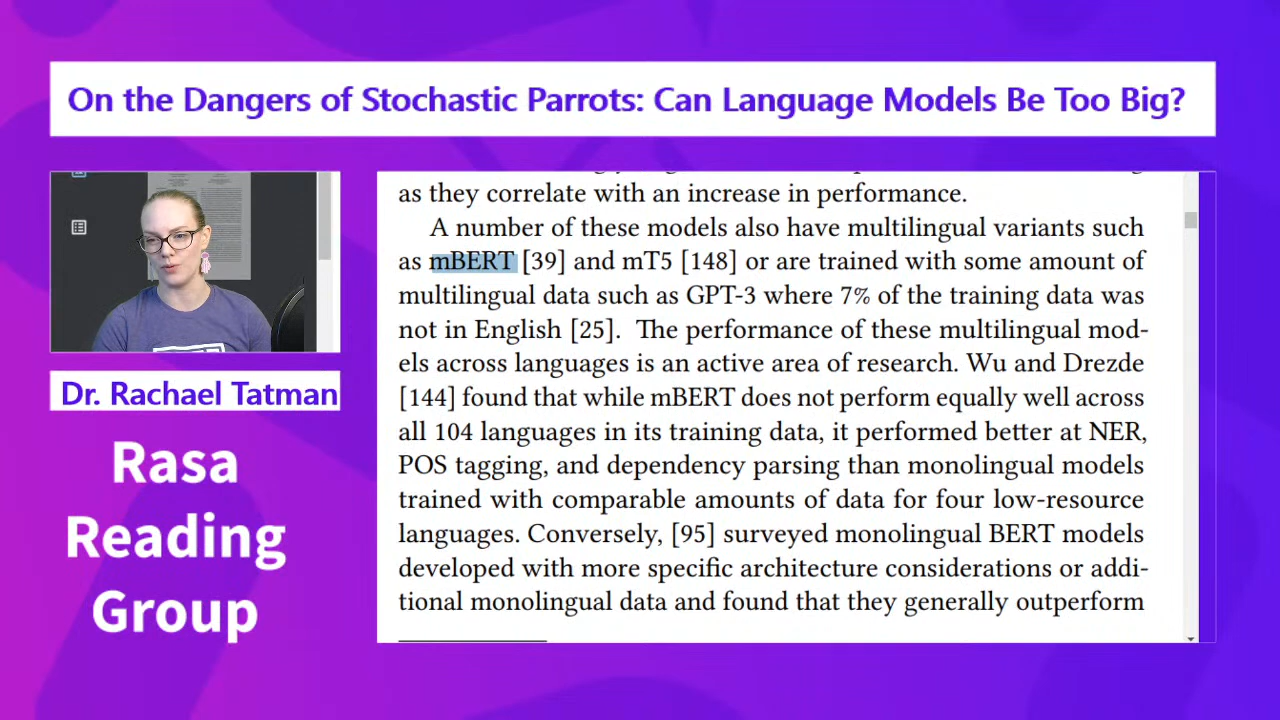 On the Dangers of Stochastic Parrots: Can Language Models Be Too Big?
Dr. Rachael Tatman
Rasa
Reading
Group
as they correlate with an increase in performance.
A number of these models also have multilingual variants such
as mBERT [39] and mT5 [148] or are trained with some amount of
multilingual data such as GPT-3 where 7% of the training data was
not in English [25]. The performance of these multilingual mod-
els across languages is an active area of research. Wu and Drezde
[144] found that while mBERT does not perform equally well across
all 104 languages in its training data, it performed better at NER,
POS tagging, and dependency parsing than monolingual models
trained with comparable amounts of data for four low-resource
languages. Conversely, [95] surveyed monolingual BERT models
developed with more specific architecture considerations or addi-
tional monolingual data and found that they generally outperform